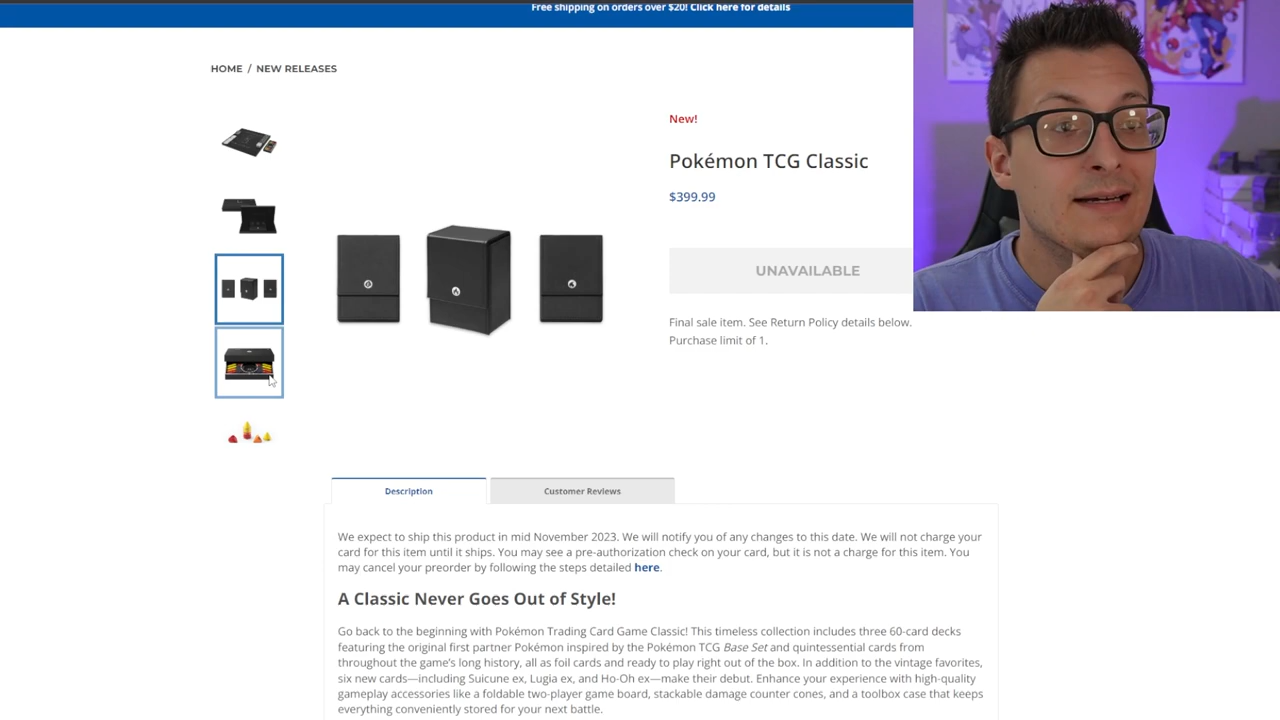 Free shipping on orders over $20! Click here for details
HOME / NEW RELEASES
New!
Pokémon TCG Classic
$399.99
UNAVAILABLE
Final sale item. See Return Policy details below.
Purchase limit of 1.
Description
Customer Reviews
We expect to ship this product in mid November 2023. We will notify you of any changes to this date. We will not charge your
card for this item until it ships. You may see a pre-authorization check on your card, but it is not a charge for this item. You
may cancel your preorder by following the steps detailed here.
A Classic Never Goes Out of Style!
Go back to the beginning with Pokémon Trading Card Game Classic! This timeless collection includes three 60-card decks
featuring the original first partner Pokémon inspired by the Pokémon TCG Base Set and quintessential cards from
throughout the game's long history, all as foil cards and ready to play right out of the box. In addition to the vintage favorites,
six new cards—including Suicune ex, Lugia ex, and Ho-Oh ex—make their debut. Enhance your experience with high-quality
gameplay accessories like a foldable two-player game board, stackable damage counter cones, and a toolbox case that keeps
everything conveniently stored for your next battle.